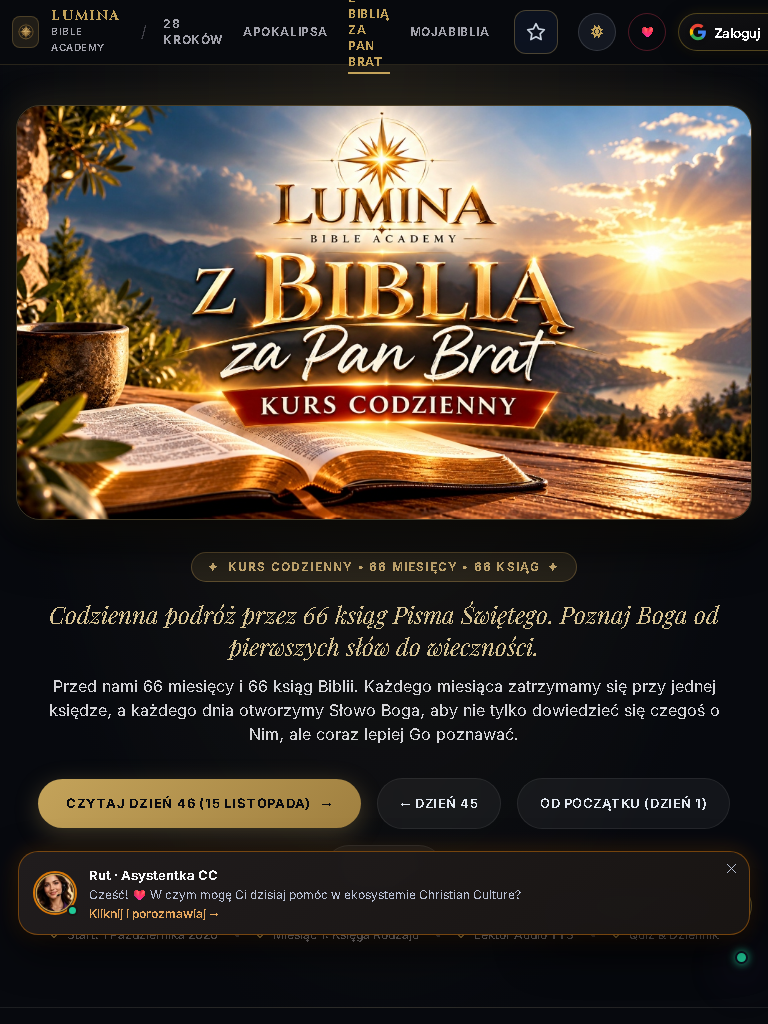 LUMINA
BIBLE
ACADEMY
/
28
KROKÓW
APOKALIPSA
BIBLIĄ
ZA
PAN
BRAT
MOJABIBLIA
Zaloguj
LUMINA
BIBLE ACADEMY
Z BIBLIĄ
za Pan Brat
KURS CODZIENNY
✦ KURS CODZIENNY • 66 MIESIĘCY • 66 KSIĄG ✦
Codzienna podróż przez 66 ksiąg Pisma Świętego. Poznaj Boga od
pierwszych słów do wieczności.
Przed nami 66 miesięcy i 66 ksiąg Biblii. Każdego miesiąca zatrzymamy się przy jednej
księdze, a każdego dnia otworzymy Słowo Boga, aby nie tylko dowiedzieć się czegoś o
Nim, ale coraz lepiej Go poznawać.
CZYTAJ DZIEŃ 46 (15 LISTOPADA) →
← DZIEŃ 45
OD POCZĄTKU (DZIEŃ 1)
Rut · Asystentka CC
Cześć! ❤️ W czym mogę Ci dzisiaj pomóc w ekosystemie Christian Culture?
Kliknij i porozmawiaj →